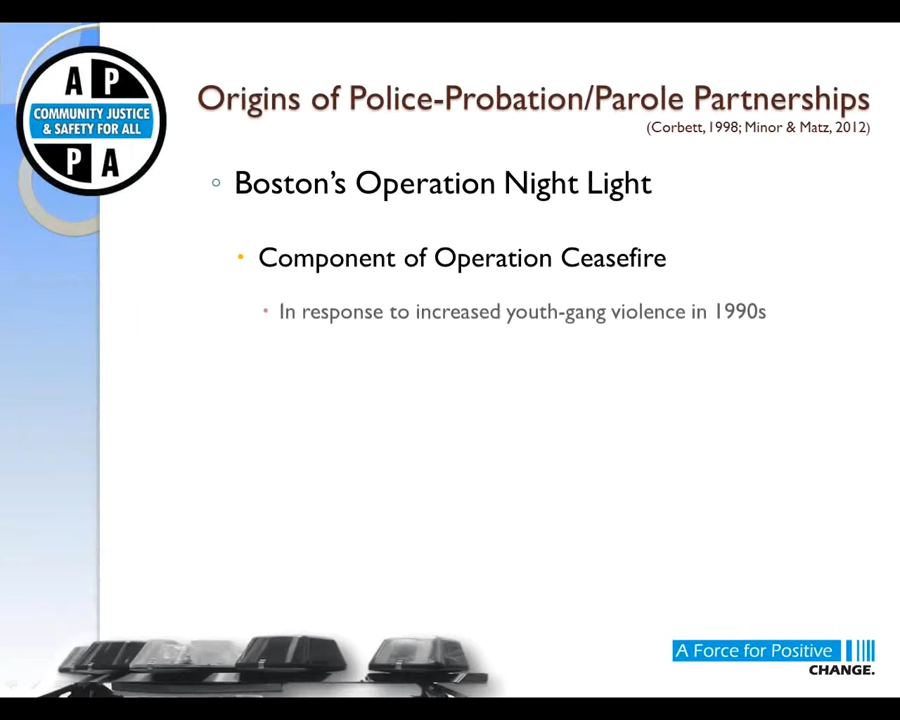 A P
COMMUNITY JUSTICE
& SAFETY FOR ALL
P A
Origins of Police-Probation/Parole Partnerships
(Corbett, 1998; Minor & Matz, 2012)
Boston’s Operation Night Light
Component of Operation Ceasefire
In response to increased youth-gang violence in 1990s
A Force for Positive
CHANGE.